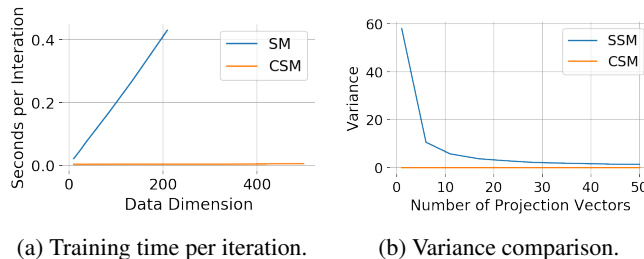 0.4
0.2
0.0
Seconds per Interation
0
200
400
Data Dimension
SM
CSM
60
40
20
0
Variance
0
10
20
30
40
50
Number of Projection Vectors
SSM
CSM
(a) Training time per iteration.
(b) Variance comparison.